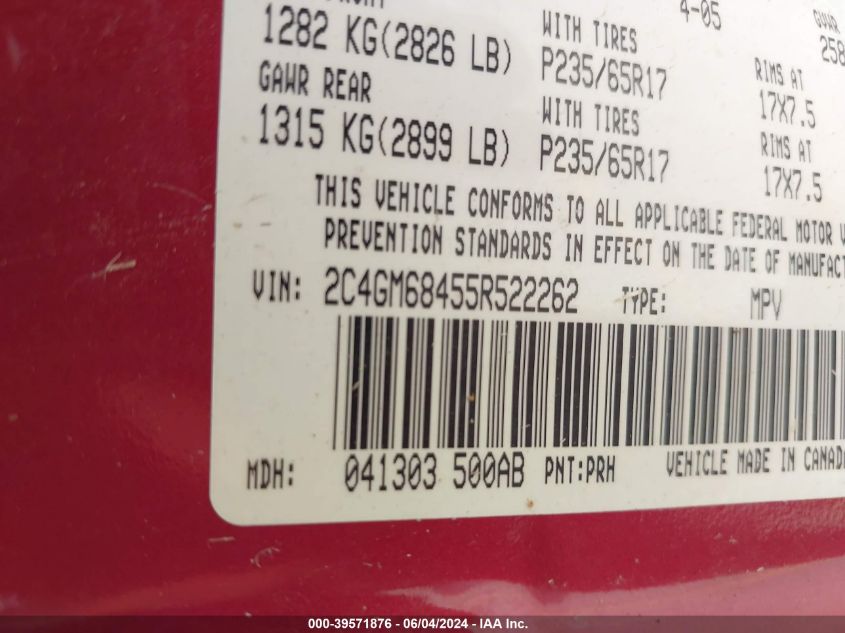 4-05
1282 KG(2826 LB) WITH TIRES P235/65R17 RIMS AT 17X7.5
GAWR REAR
1315 KG(2899 LB) WITH TIRES P235/65R17 RIMS AT 17X7.5
THIS VEHICLE CONFORMS TO ALL APPLICABLE FEDERAL MOTOR V
PREVENTION STANDARDS IN EFFECT ON THE DATE OF MANUFACT
VIN: 2C4GM68455R522262 TYPE: MPV
MDH: 041303 500AB PNT:PRH VEHICLE MADE IN CANADA
000-39571876 - 06/04/2024 - IAA Inc.